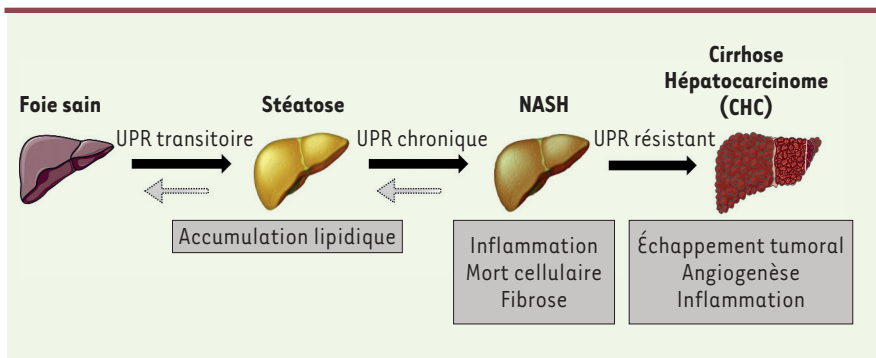 Cirrhose
Hépatocarcinome
(CHC)
Foie sain
Stéatose
NASH
UPR transitoire
UPR chronique
UPR résistant
Accumulation lipidique
Inflammation
Mort cellulaire
Fibrose
Échappement tumoral
Angiogenèse
Inflammation